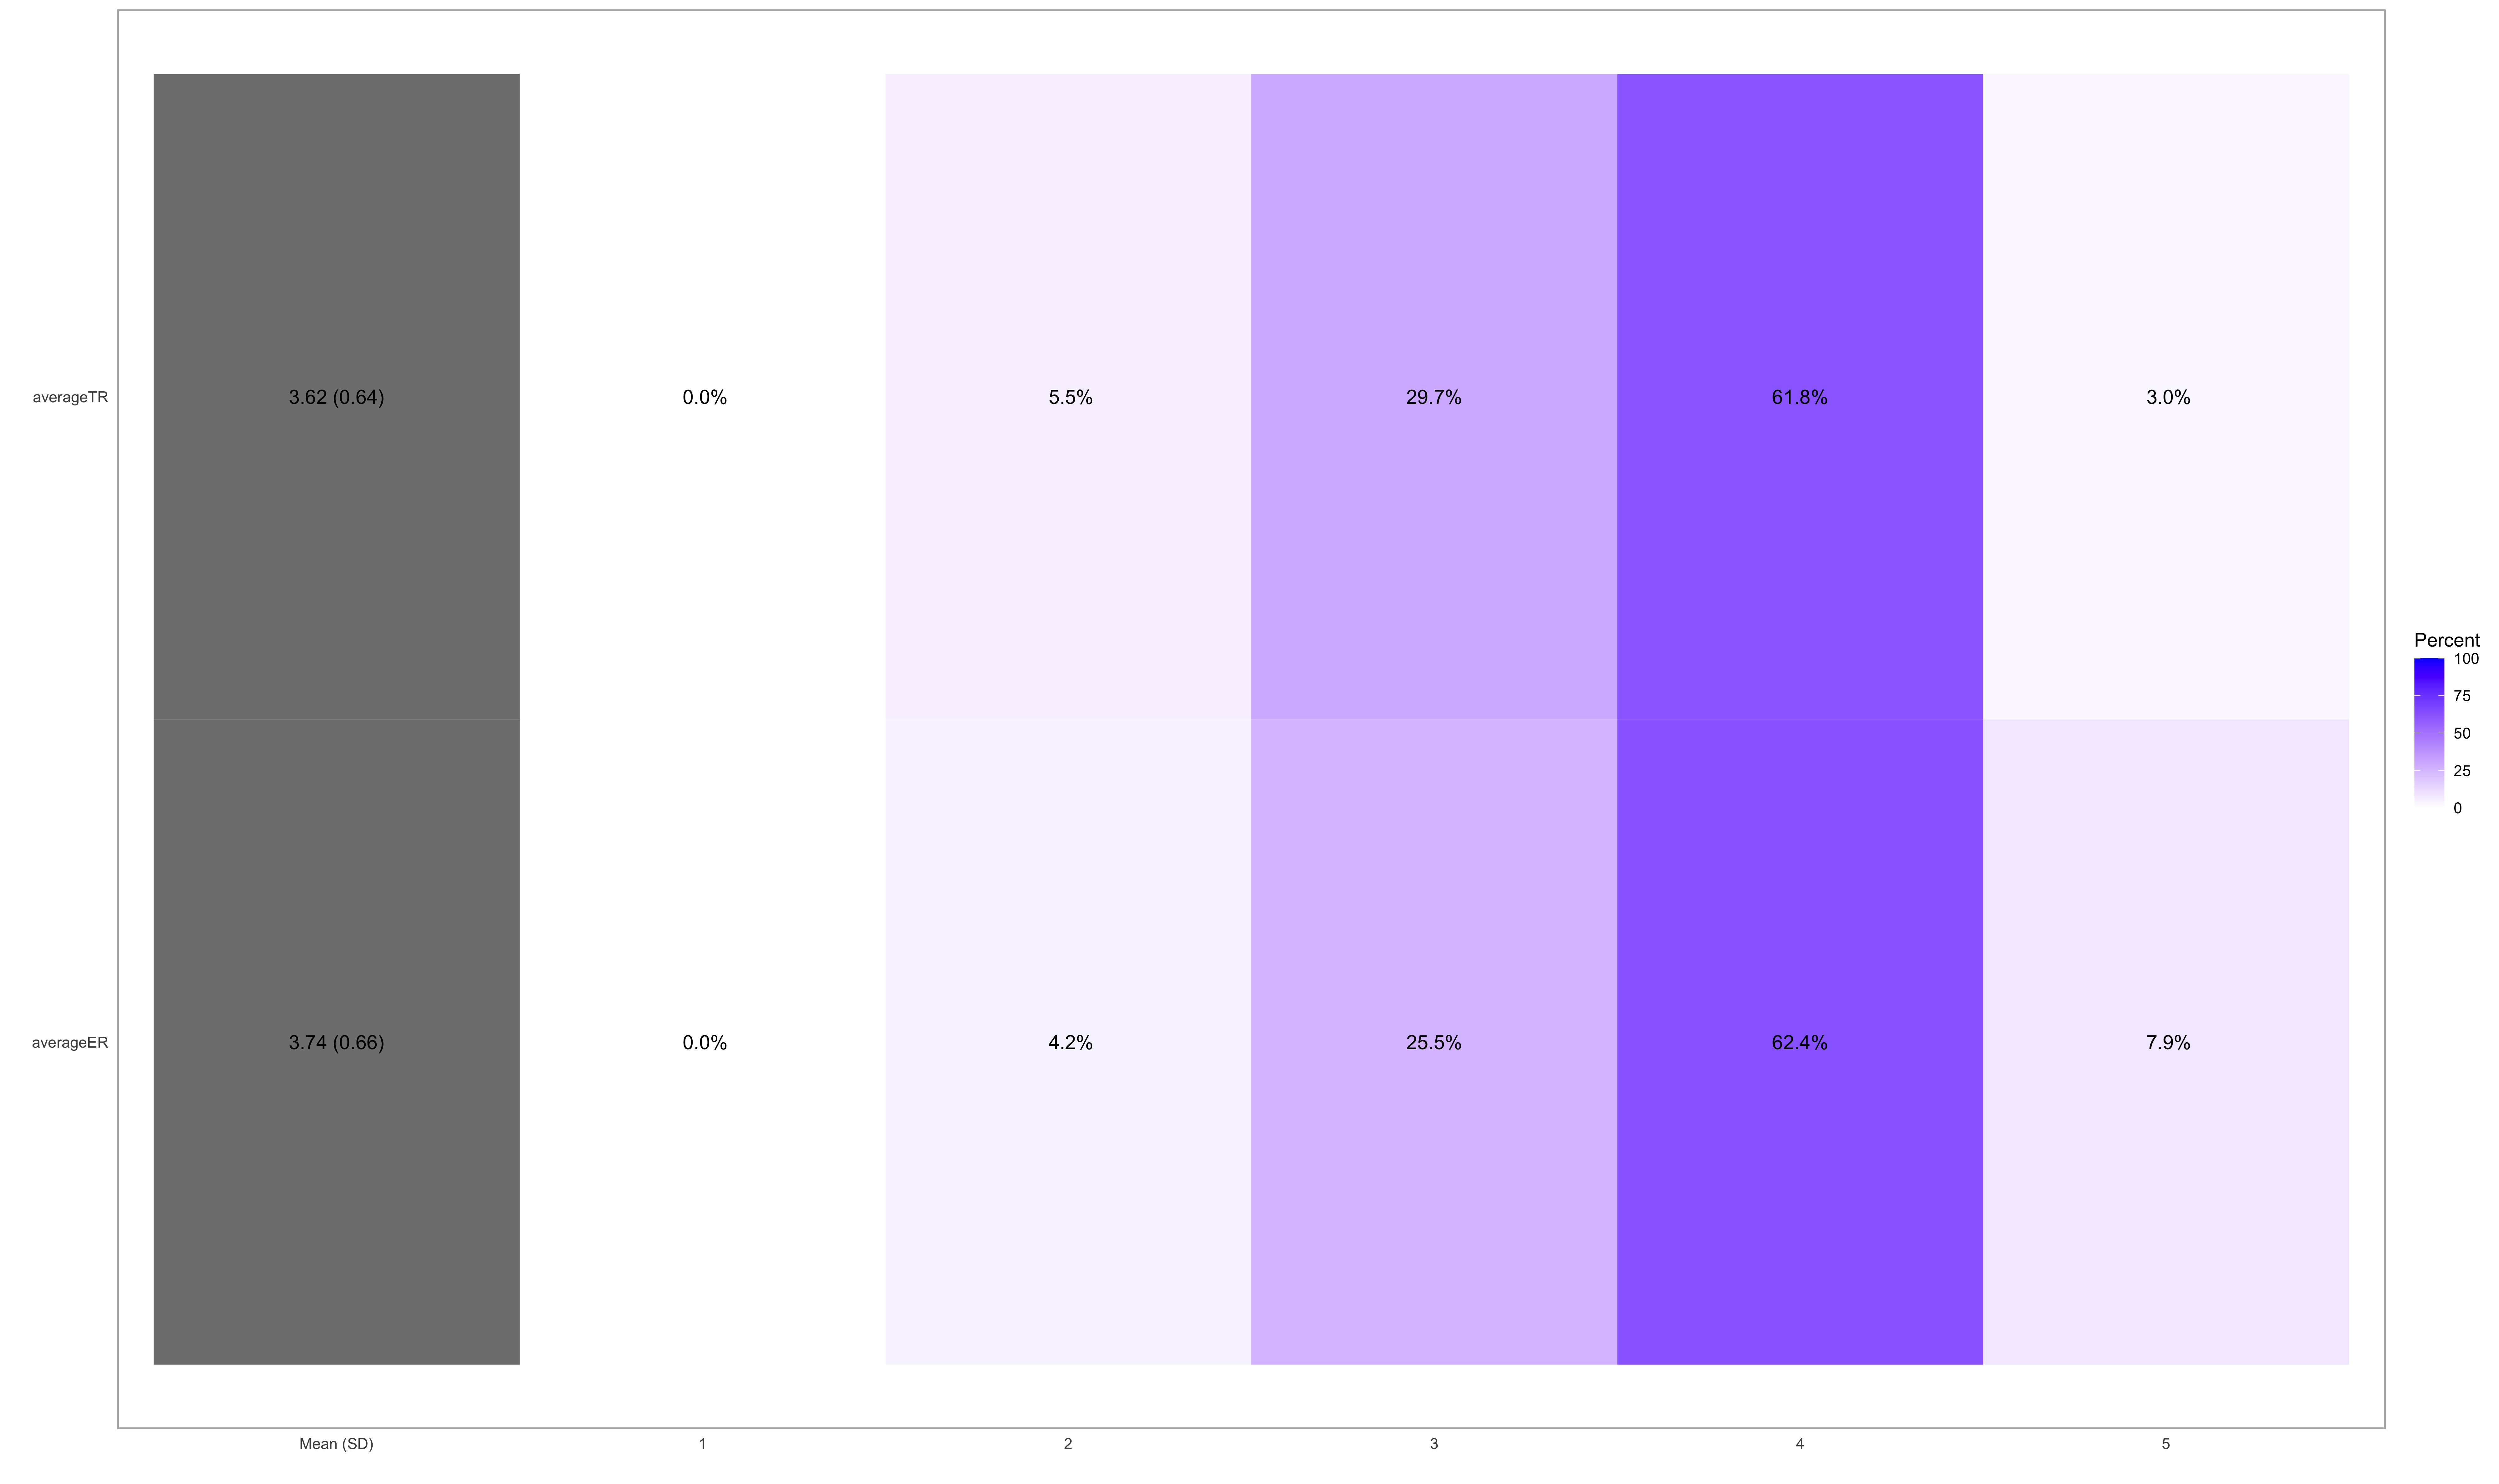 averageTR 3.62 (0.64) 0.0% 5.5% 29.7% 61.8% 3.0%
Percent
100
75
50
25
0
averageER 3.74 (0.66) 0.0% 4.2% 25.5% 62.4% 7.9%
Mean (SD) 1 2 3 4 5